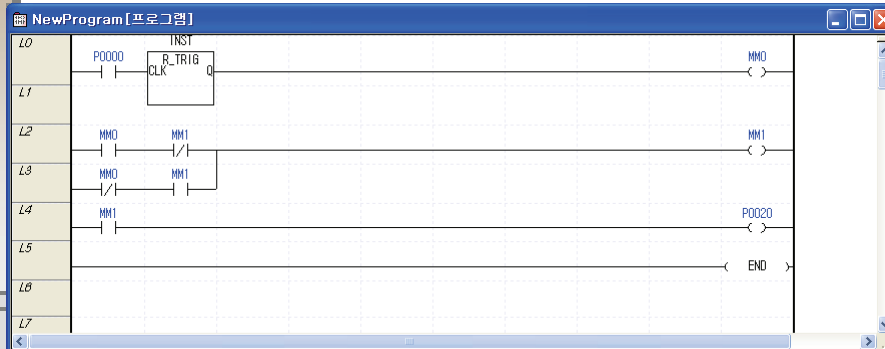 NewProgram[프로그램]
L0
INST
P0000
R_TRIG
MM0
CLK Q
L1
L2
MM0 MM1 MM1
L3
MM0 MM1
L4
MM1 P0020
L5
END
L6
L7